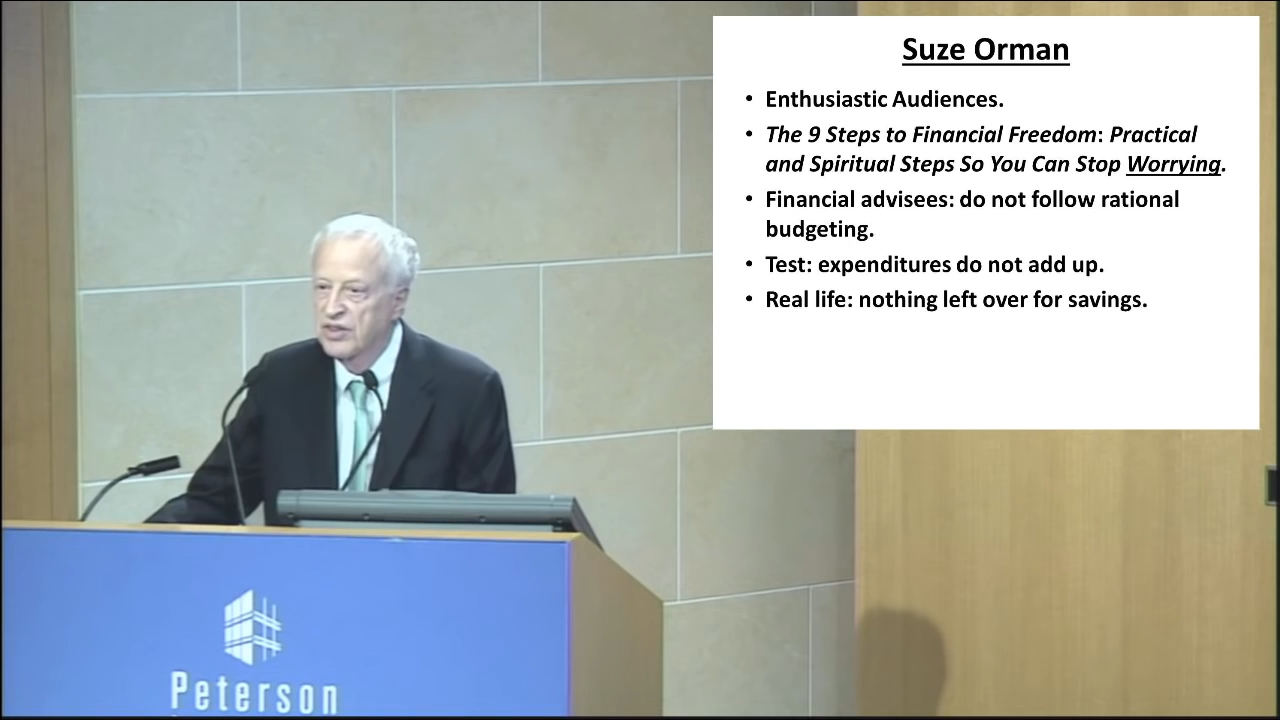 Suze Orman
• Enthusiastic Audiences.
• The 9 Steps to Financial Freedom: Practical
and Spiritual Steps So You Can Stop Worrying.
• Financial advisees: do not follow rational
budgeting.
• Test: expenditures do not add up.
• Real life: nothing left over for savings.
Peterson